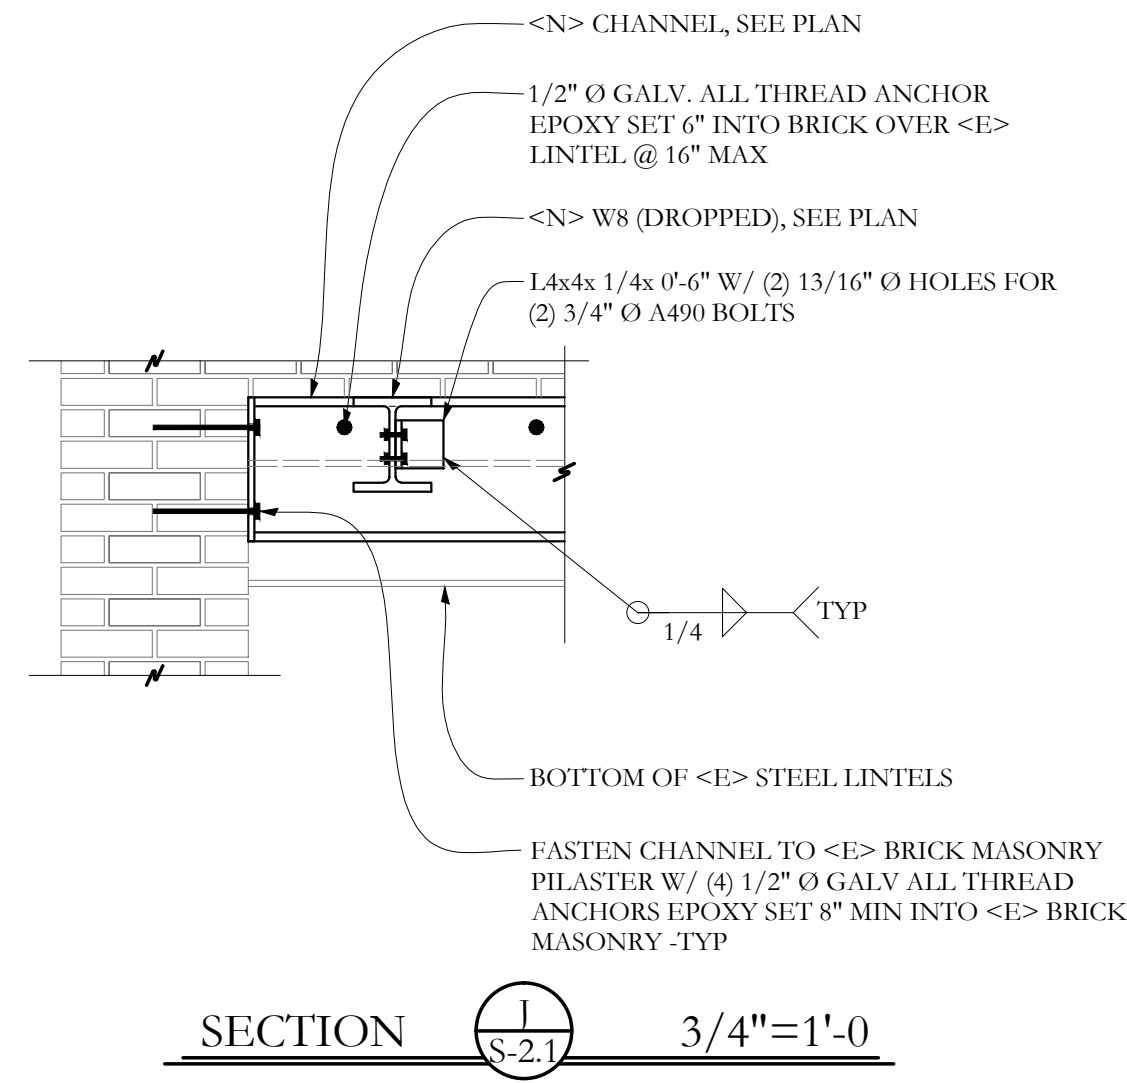 <N> CHANNEL, SEE PLAN
1/2" Ø GALV. ALL THREAD ANCHOR
EPOXY SET 6" INTO BRICK OVER <E>
LINTEL @ 16" MAX
<N> W8 (DROPPED), SEE PLAN
L4x4x 1/4x 0'-6" W/ (2) 13/16" Ø HOLES FOR
(2) 3/4" Ø A490 BOLTS
TYP
1/4
BOTTOM OF <E> STEEL LINTELS
FASTEN CHANNEL TO <E> BRICK MASONRY
PILASTER W/ (4) 1/2" Ø GALV ALL THREAD
ANCHORS EPOXY SET 8" MIN INTO <E> BRICK
MASONRY -TYP
SECTION J S-2.1 3/4"=1'-0